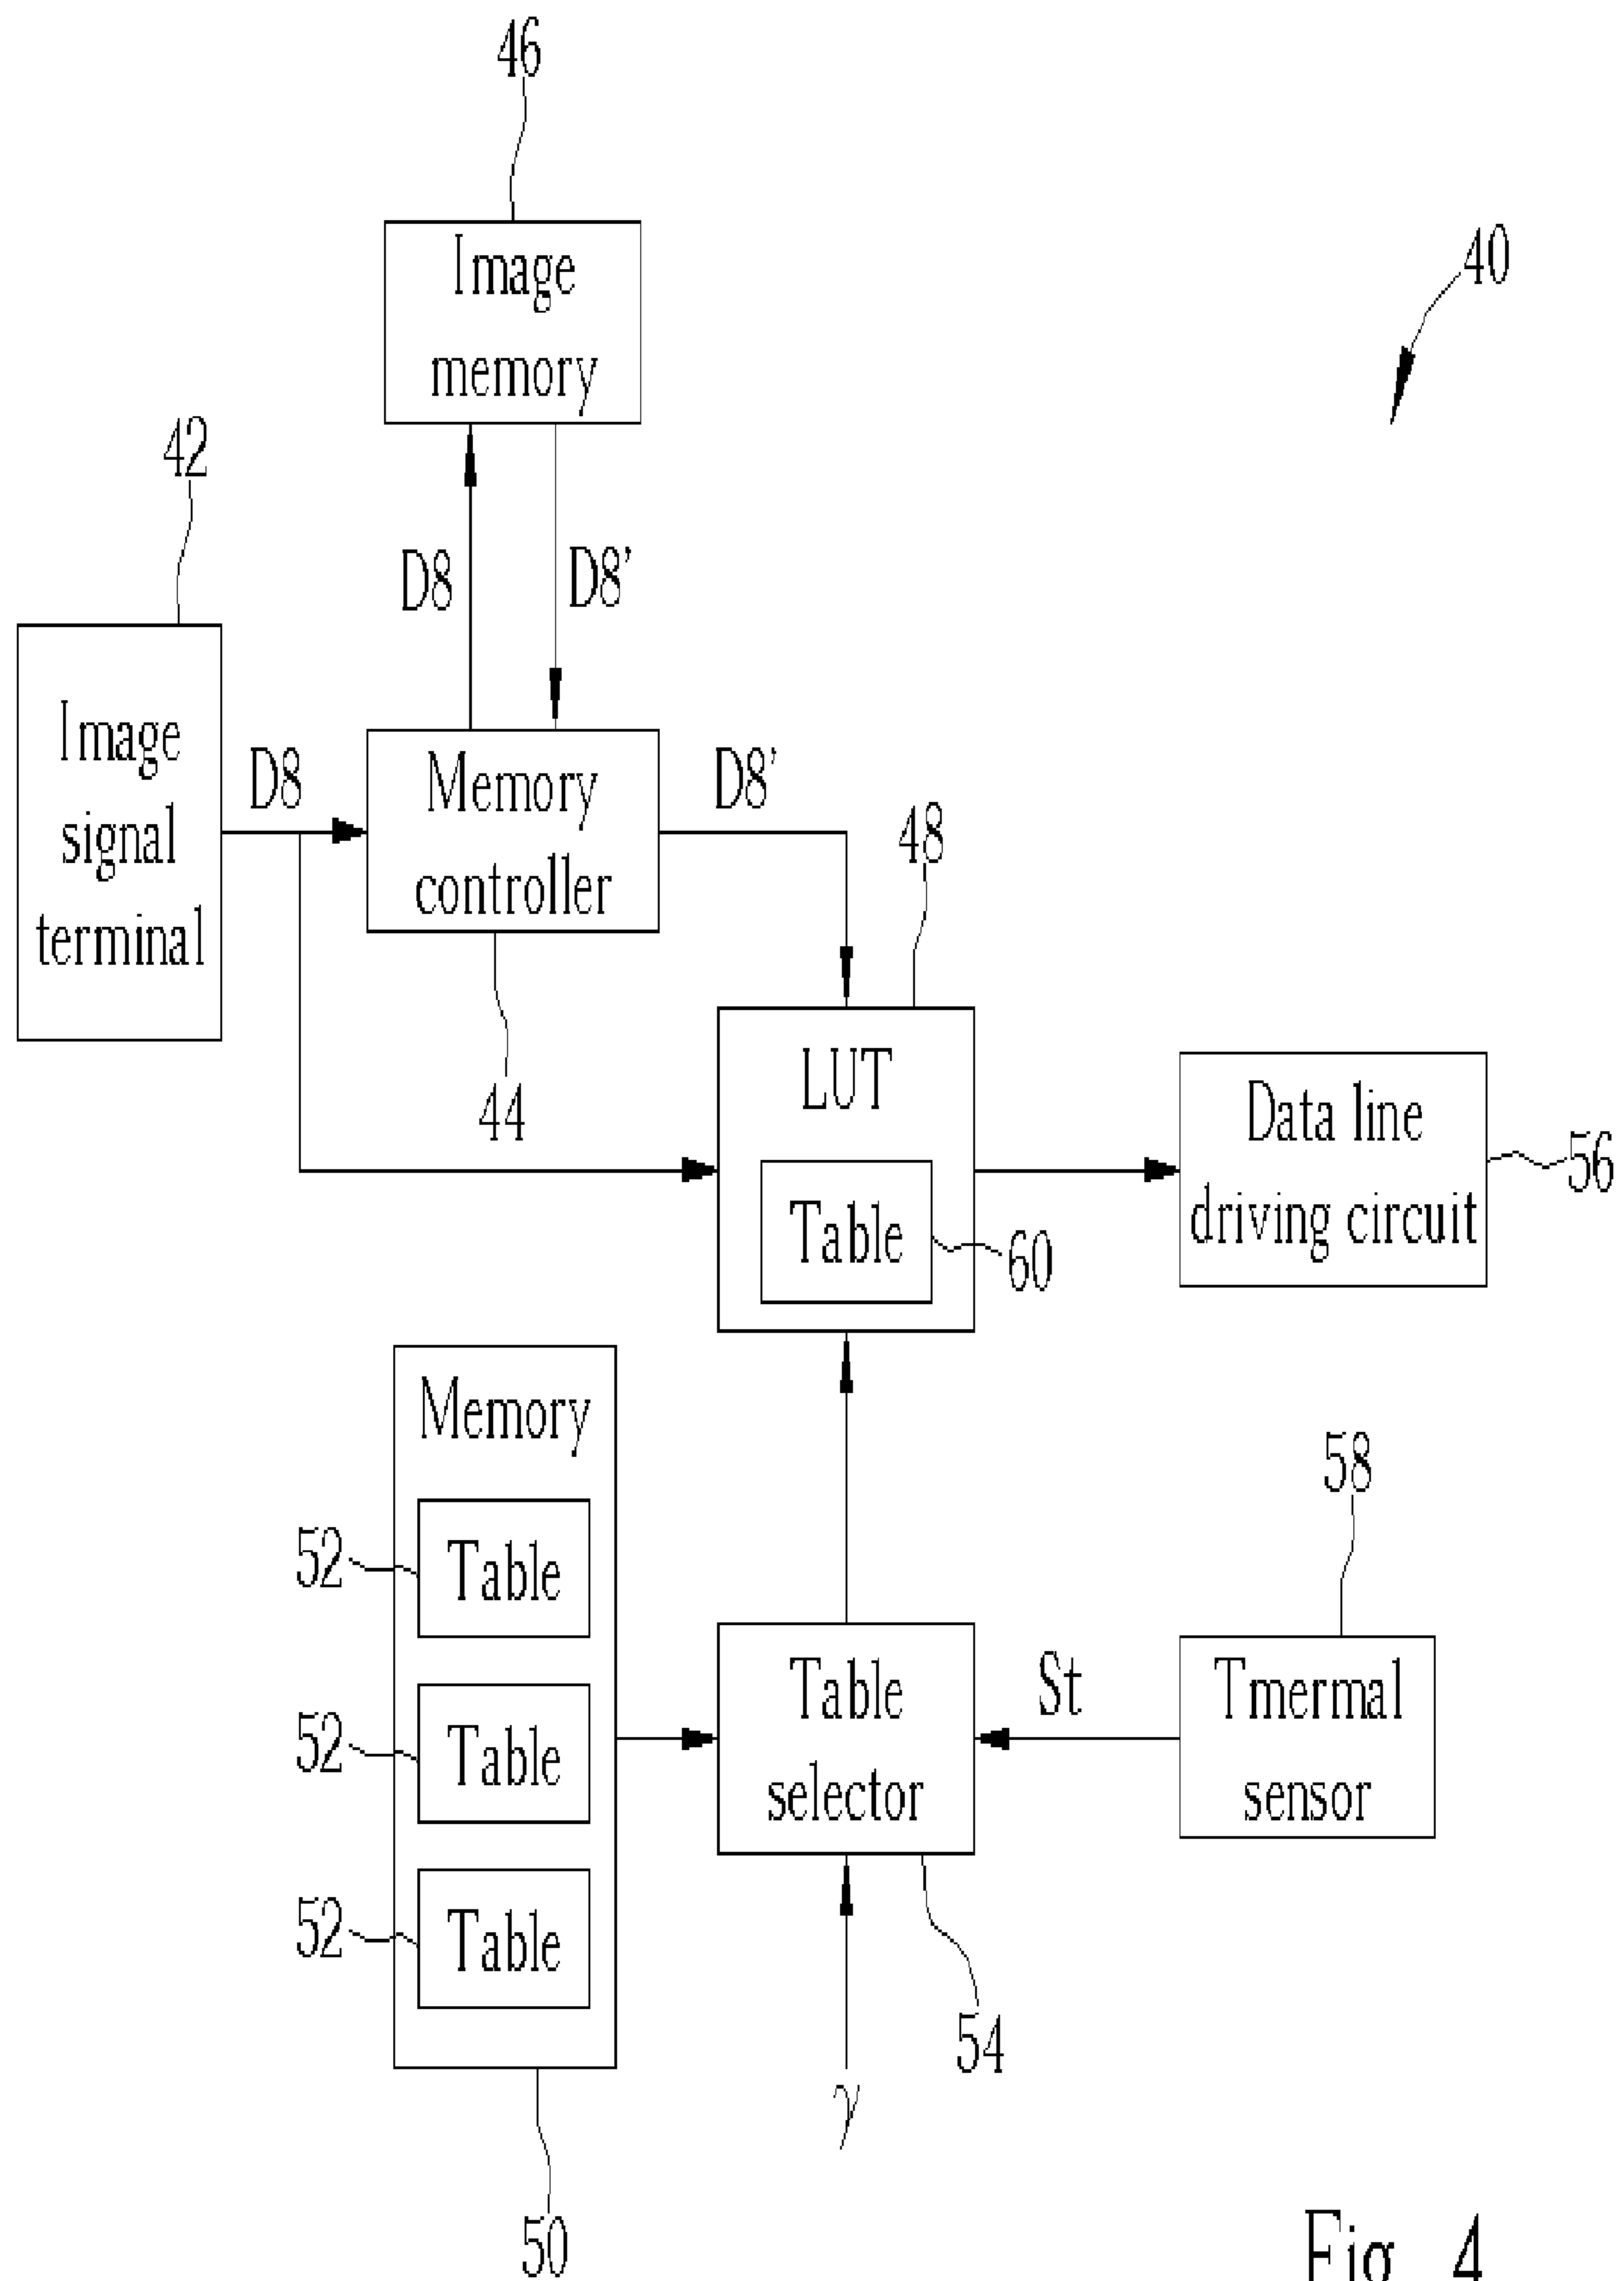 46
Image
memory
40
42
D8
D8'
Image
signal
terminal
D8
Memory
controller
D8'
48
44
LUT
Table
60
Data line
driving circuit
56
Memory
52
Table
52
Table
52
Table
58
Table
selector
St
Tmermal
sensor
54
γ
50
Fig. 4